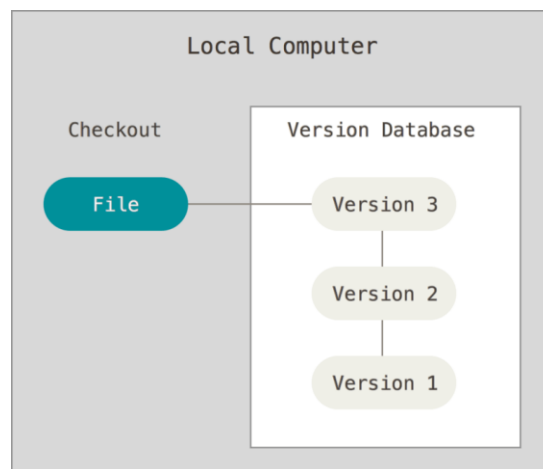 Local Computer
Checkout
Version Database
File
Version 3
Version 2
Version 1